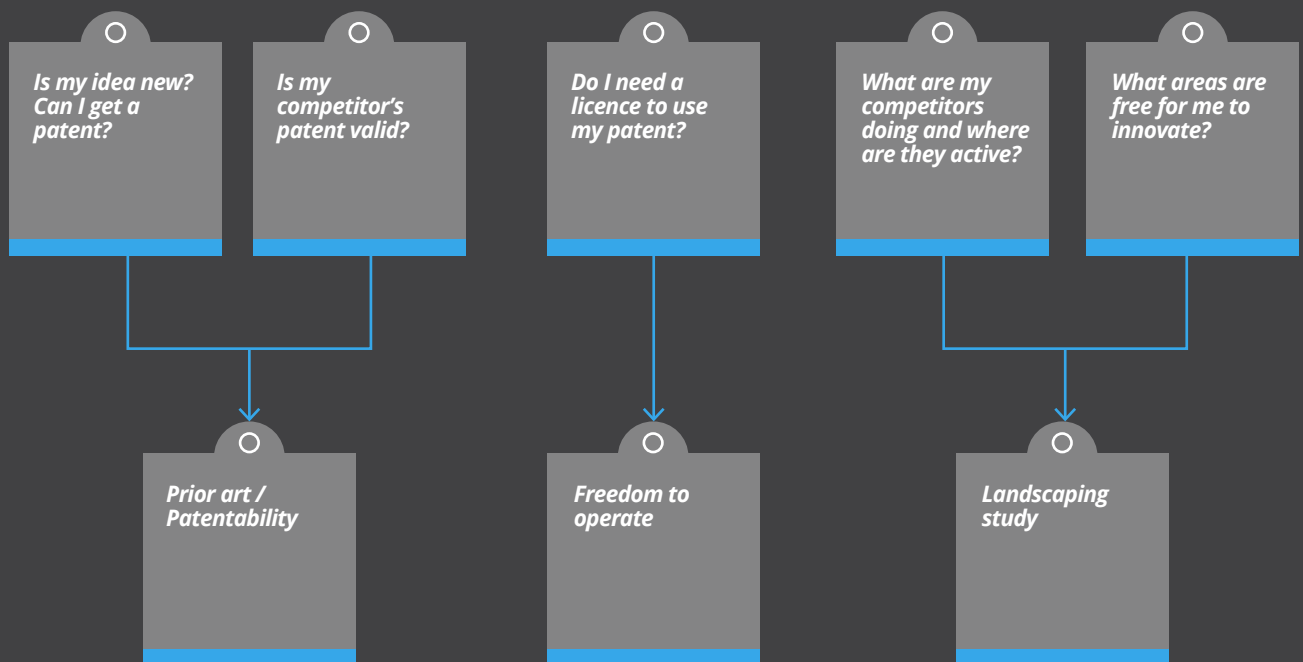 Is my idea new?
Can I get a
patent?
Is my
competitor’s
patent valid?
Do I need a
licence to use
my patent?
What are my
competitors
doing and where
are they active?
What areas are
free for me to
innovate?
Prior art /
Patentability
Freedom to
operate
Landscaping
study